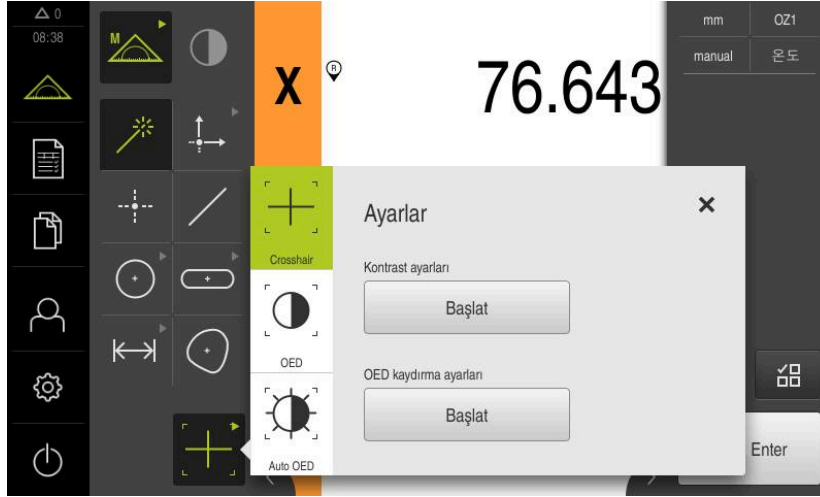 0
08:38
M
X
R
76.643
mm
OZ1
manual
온도
Crosshair
OED
Auto OED
Ayarlar
Kontrast ayarları
Başlat
OED kaydırma ayarları
Başlat
Enter